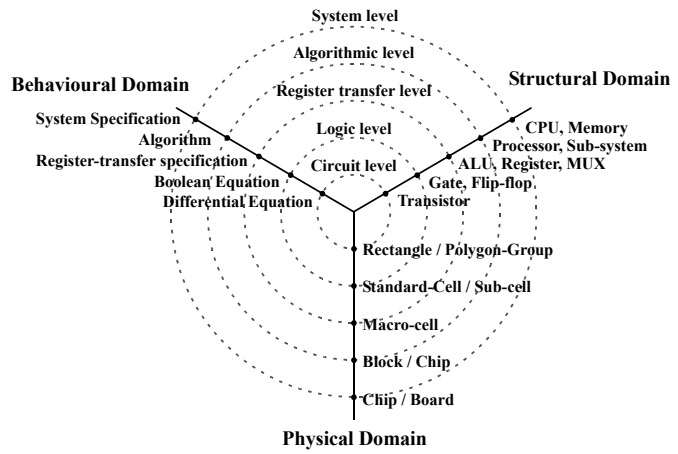 System level
Algorithmic level
Behavioural Domain
Structural Domain
Register transfer level
System Specification
Logic level
CPU, Memory
Algorithm
Processor, Sub-system
Register-transfer specification
Circuit level
ALU, Register, MUX
Boolean Equation
Gate, Flip-flop
Differential Equation
Transistor
Rectangle / Polygon-Group
Standard-Cell / Sub-cell
Macro-cell
Block / Chip
Chip / Board
Physical Domain